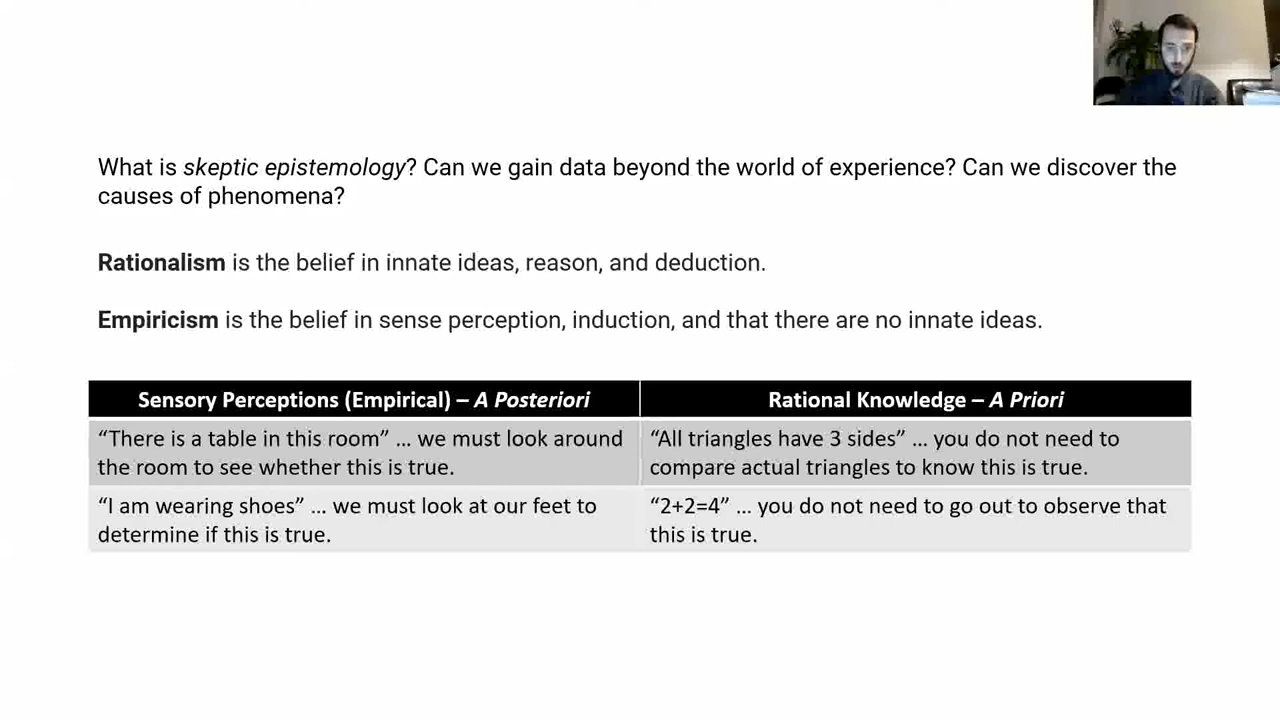 What is skeptic epistemology? Can we gain data beyond the world of experience? Can we discover the
causes of phenomena?
Rationalism is the belief in innate ideas, reason, and deduction.
Empiricism is the belief in sense perception, induction, and that there are no innate ideas.
Sensory Perceptions (Empirical) – A Posteriori
Rational Knowledge – A Priori
“There is a table in this room” ... we must look around
the room to see whether this is true.
“All triangles have 3 sides” ... you do not need to
compare actual triangles to know this is true.
“I am wearing shoes” ... we must look at our feet to
determine if this is true.
“2+2=4” ... you do not need to go out to observe that
this is true.